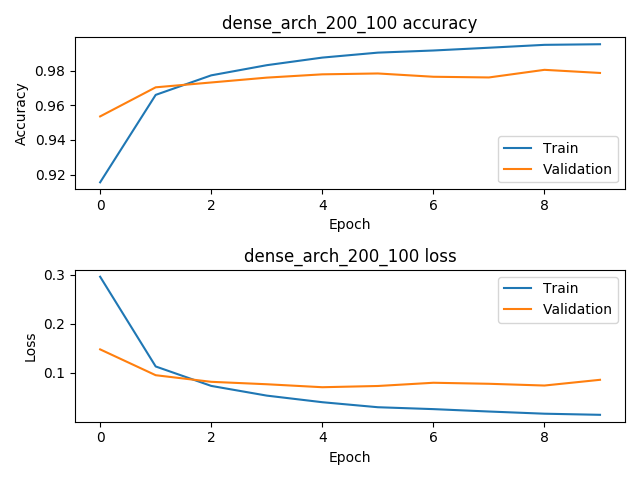 dense_arch_200_100 accuracy
0.98
0.96
0.94
0.92
Accuracy
Train
Validation
0 2 4 6 8
Epoch
dense_arch_200_100 loss
0.3
0.2
0.1
Loss
Train
Validation
0 2 4 6 8
Epoch